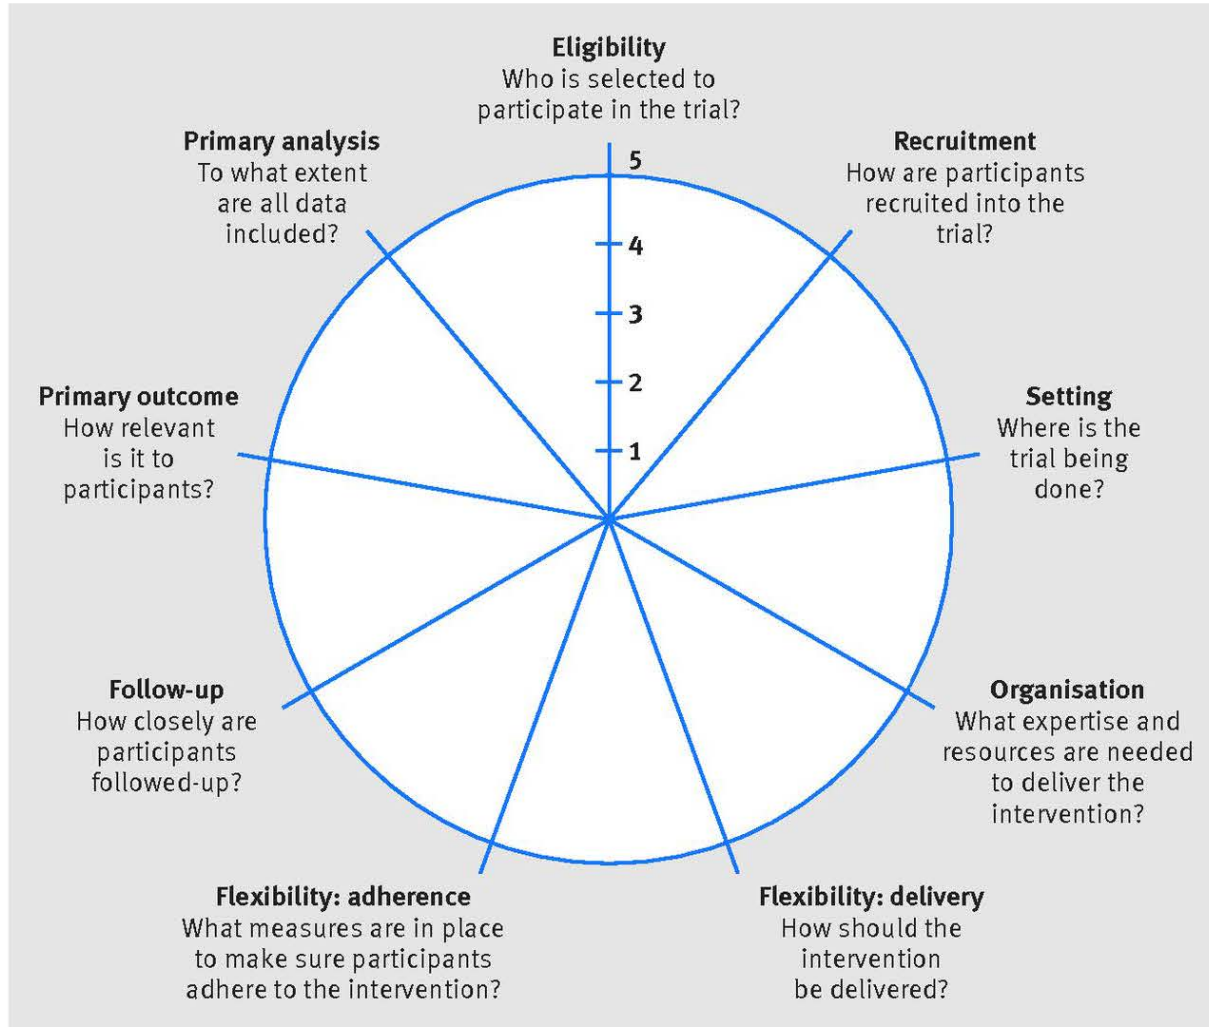 Eligibility
Who is selected to
participate in the trial?
Recruitment
How are participants
recruited into the
trial?
Setting
Where is the
trial being
done?
Organisation
What expertise and
resources are needed
to deliver the
intervention?
Flexibility: delivery
How should the
intervention
be delivered?
Flexibility: adherence
What measures are in place
to make sure participants
adhere to the intervention?
Follow-up
How closely are
participants
followed-up?
Primary outcome
How relevant
is it to
participants?
Primary analysis
To what extent
are all data
included?
5
4
3
2
1